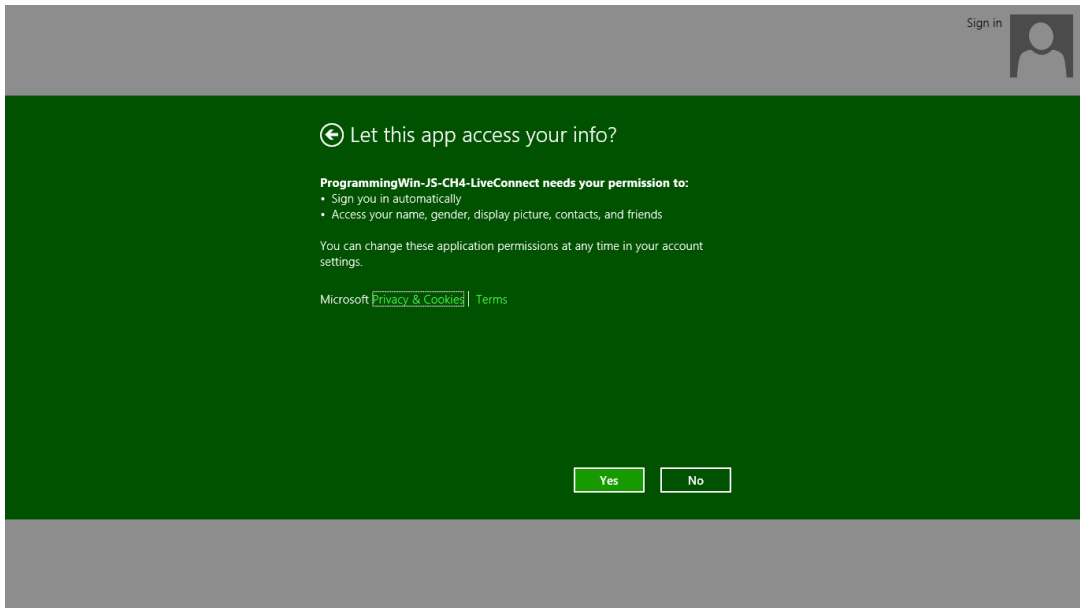 Sign in
Let this app access your info?
ProgrammingWin-JS-CH4-LiveConnect needs your permission to:
• Sign you in automatically
• Access your name, gender, display picture, contacts, and friends
You can change these application permissions at any time in your account
settings.
Microsoft Privacy & Cookies | Terms
Yes No